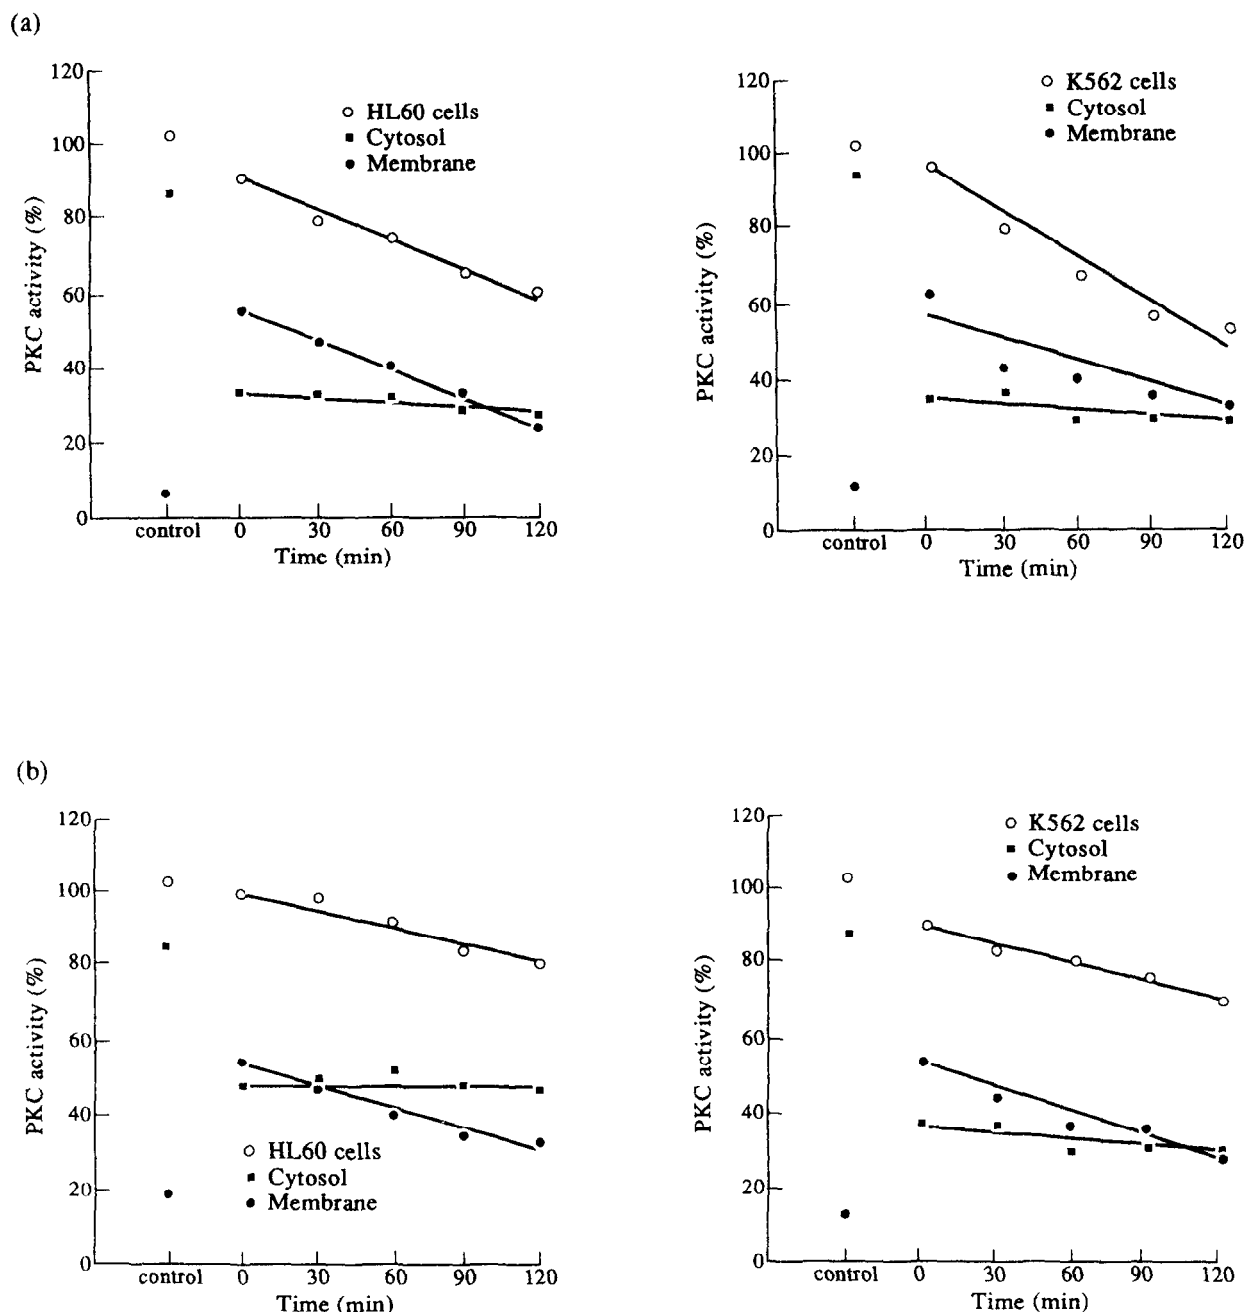 (a)
120
100
80
60
40
20
0
PKC activity (%)
HL60 cells
Cytosol
Membrane
control 0 30 60 90 120
Time (min)
120
100
80
60
40
20
0
PKC activity (%)
K562 cells
Cytosol
Membrane
control 0 30 60 90 120
Time (min)
(b)
120
100
80
60
40
20
0
PKC activity (%)
HL60 cells
Cytosol
Membrane
control 0 30 60 90 120
Time (min)
120
100
80
60
40
20
0
PKC activity (%)
K562 cells
Cytosol
Membrane
control 0 30 60 90 120
Time (min)